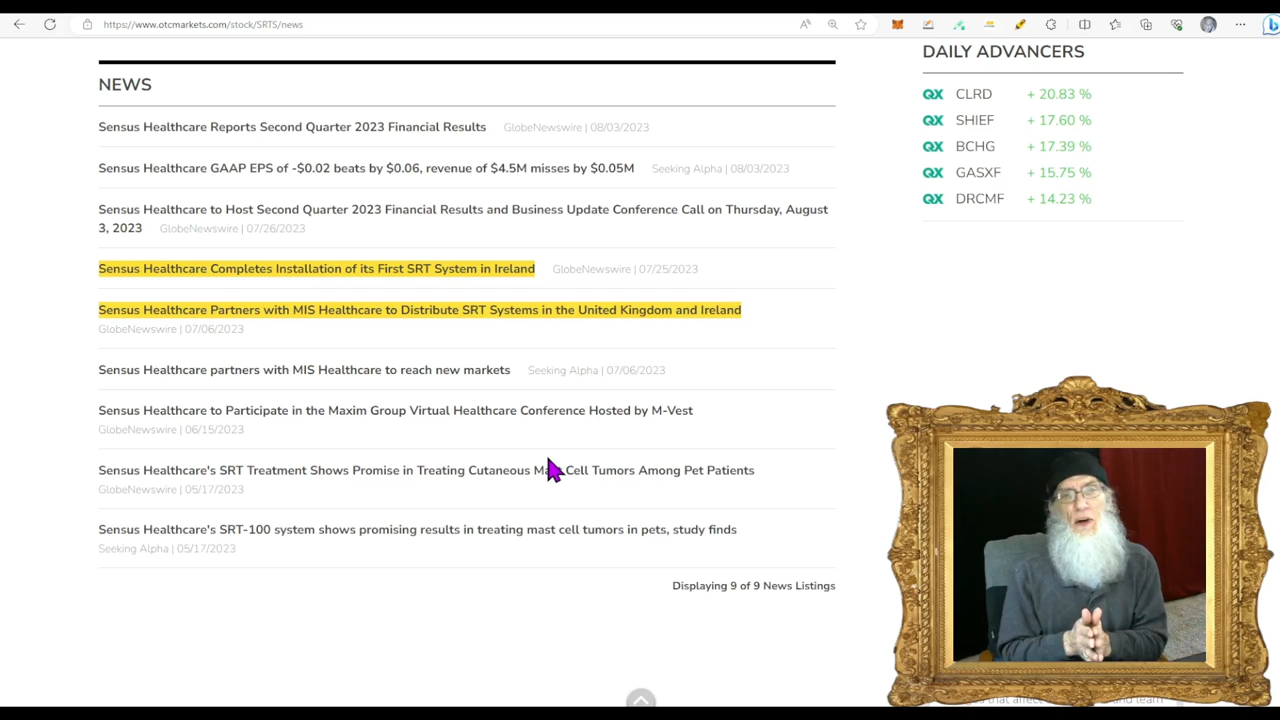 https://www.otcmarkets.com/stock/SRTS/news
NEWS
Sensus Healthcare Reports Second Quarter 2023 Financial Results GlobeNewswire | 08/03/2023
Sensus Healthcare GAAP EPS of -$0.02 beats by $0.06, revenue of $4.5M misses by $0.05M Seeking Alpha | 08/03/2023
Sensus Healthcare to Host Second Quarter 2023 Financial Results and Business Update Conference Call on Thursday, August
3, 2023 GlobeNewswire | 07/26/2023
Sensus Healthcare Completes Installation of its First SRT System in Ireland GlobeNewswire | 07/25/2023
Sensus Healthcare Partners with MIS Healthcare to Distribute SRT Systems in the United Kingdom and Ireland
GlobeNewswire | 07/06/2023
Sensus Healthcare partners with MIS Healthcare to reach new markets Seeking Alpha | 07/06/2023
Sensus Healthcare to Participate in the Maxim Group Virtual Healthcare Conference Hosted by M-Vest
GlobeNewswire | 06/15/2023
Sensus Healthcare's SRT Treatment Shows Promise in Treating Cutaneous Mast Cell Tumors Among Pet Patients
GlobeNewswire | 05/17/2023
Sensus Healthcare's SRT-100 system shows promising results in treating mast cell tumors in pets, study finds
Seeking Alpha | 05/17/2023
Displaying 9 of 9 News Listings
DAILY ADVANCERS
QX CLRD + 20.83 %
QX SHIEF + 17.60 %
QX BCHG + 17.39 %
QX GASXF + 15.75 %
QX DRCMF + 14.23 %